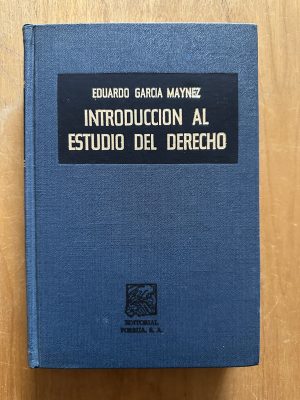 EDUARDO GARCIA MAYNEZ
INTRODUCCION AL
ESTUDIO DEL DERECHO
EDITORIAL
PORRUA, S. A.